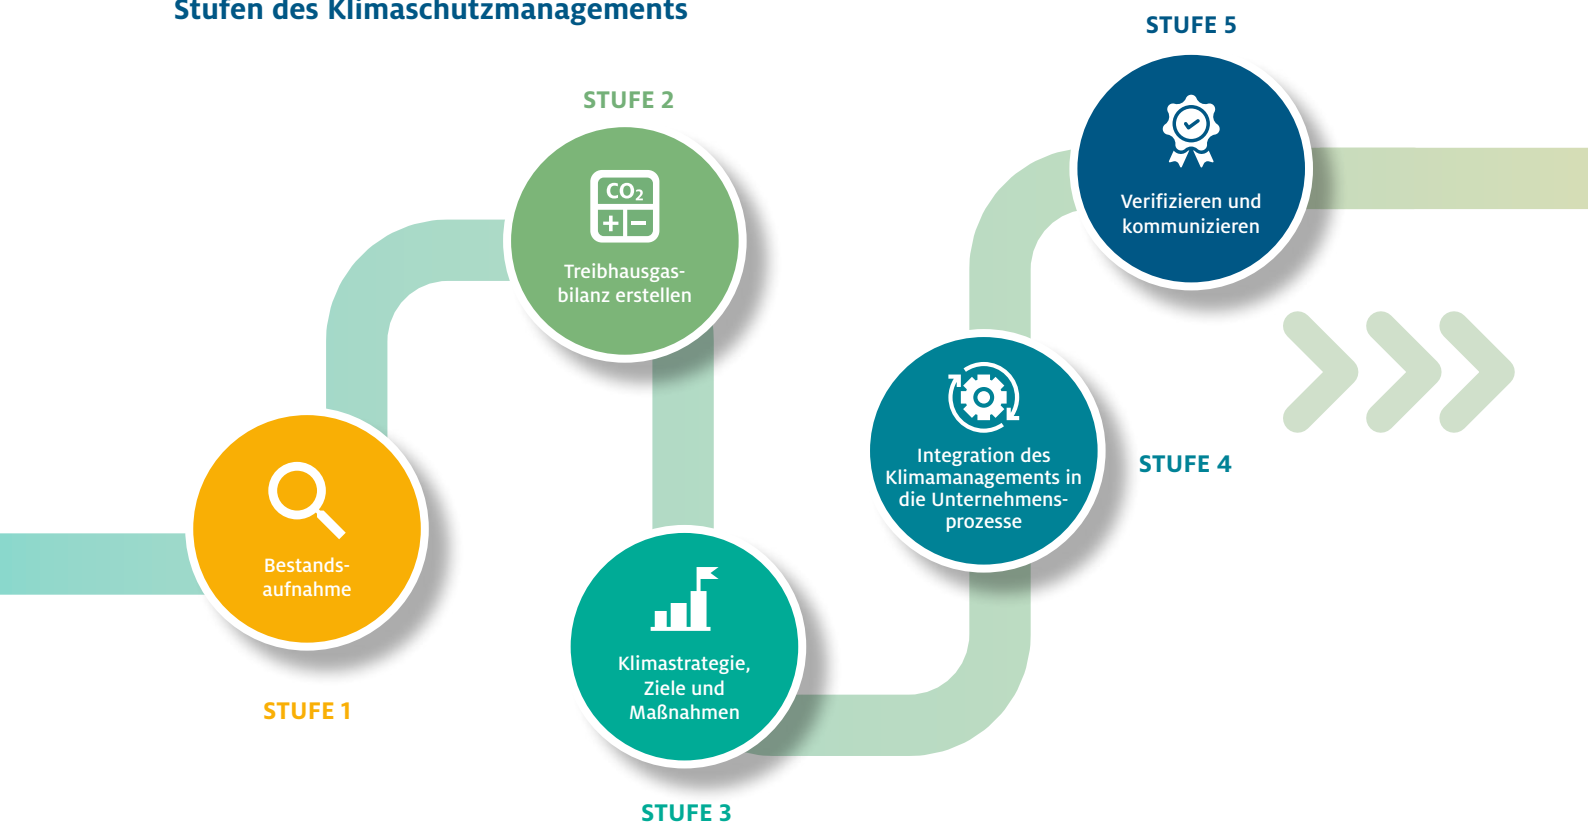 Stufen des Klimaschutzmanagements
STUFE 1
Bestands-
aufnahme
STUFE 2
CO₂
+ −
Treibhausgas-
bilanz erstellen
STUFE 3
Klimastrategie,
Ziele und
Maßnahmen
STUFE 4
Integration des
Klimamanagements in
die Unternehmens-
prozesse
STUFE 5
Verifizieren und
kommunizieren